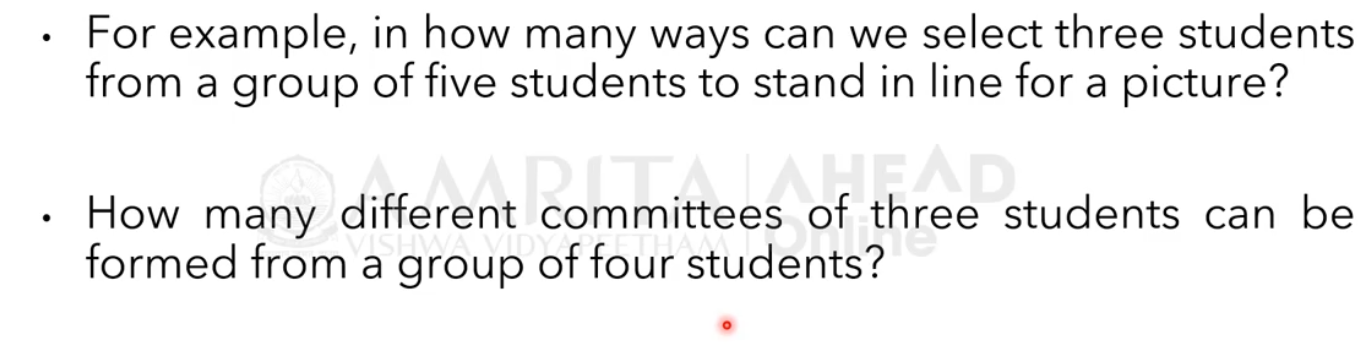 • For example, in how many ways can we select three students
from a group of five students to stand in line for a picture?
AMRITA AHEAD
VISHWA VIDYAPEETHAM Online
• How many different committees of three students can be
formed from a group of four students?